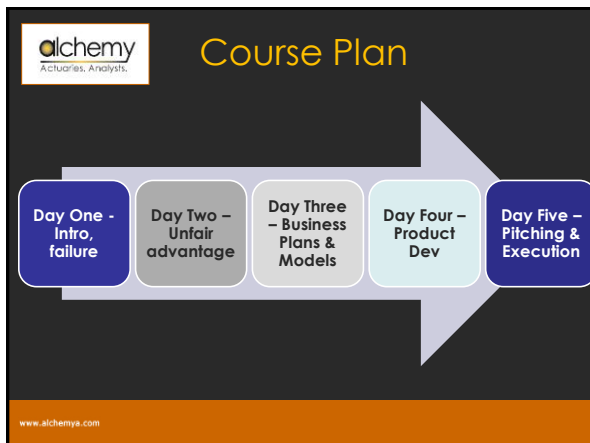 alchemy
Actuaries. Analysts.
Course Plan
Day One -
Intro,
failure
Day Two –
Unfair
advantage
Day Three
– Business
Plans &
Models
Day Four –
Product
Dev
Day Five –
Pitching &
Execution
www.alchemya.com